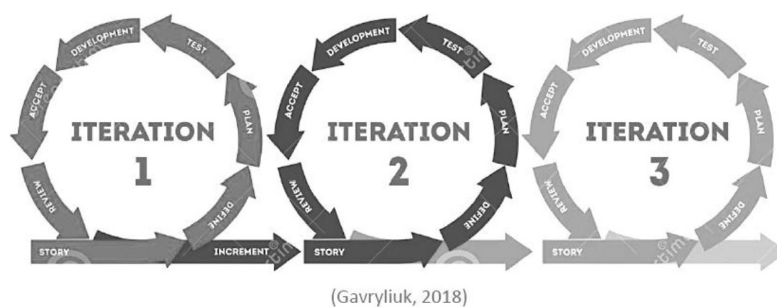 DEVELOPMENT
TEST
ACCEPT
PLAN
REVIEW
DEFINE
ITERATION
1
STORY
INCREMENT
DEVELOPMENT
TEST
ACCEPT
PLAN
REVIEW
DEFINE
ITERATION
2
STORY
DEVELOPMENT
TEST
ACCEPT
PLAN
REVIEW
DEFINE
ITERATION
3
STORY
(Gavryliuk, 2018)